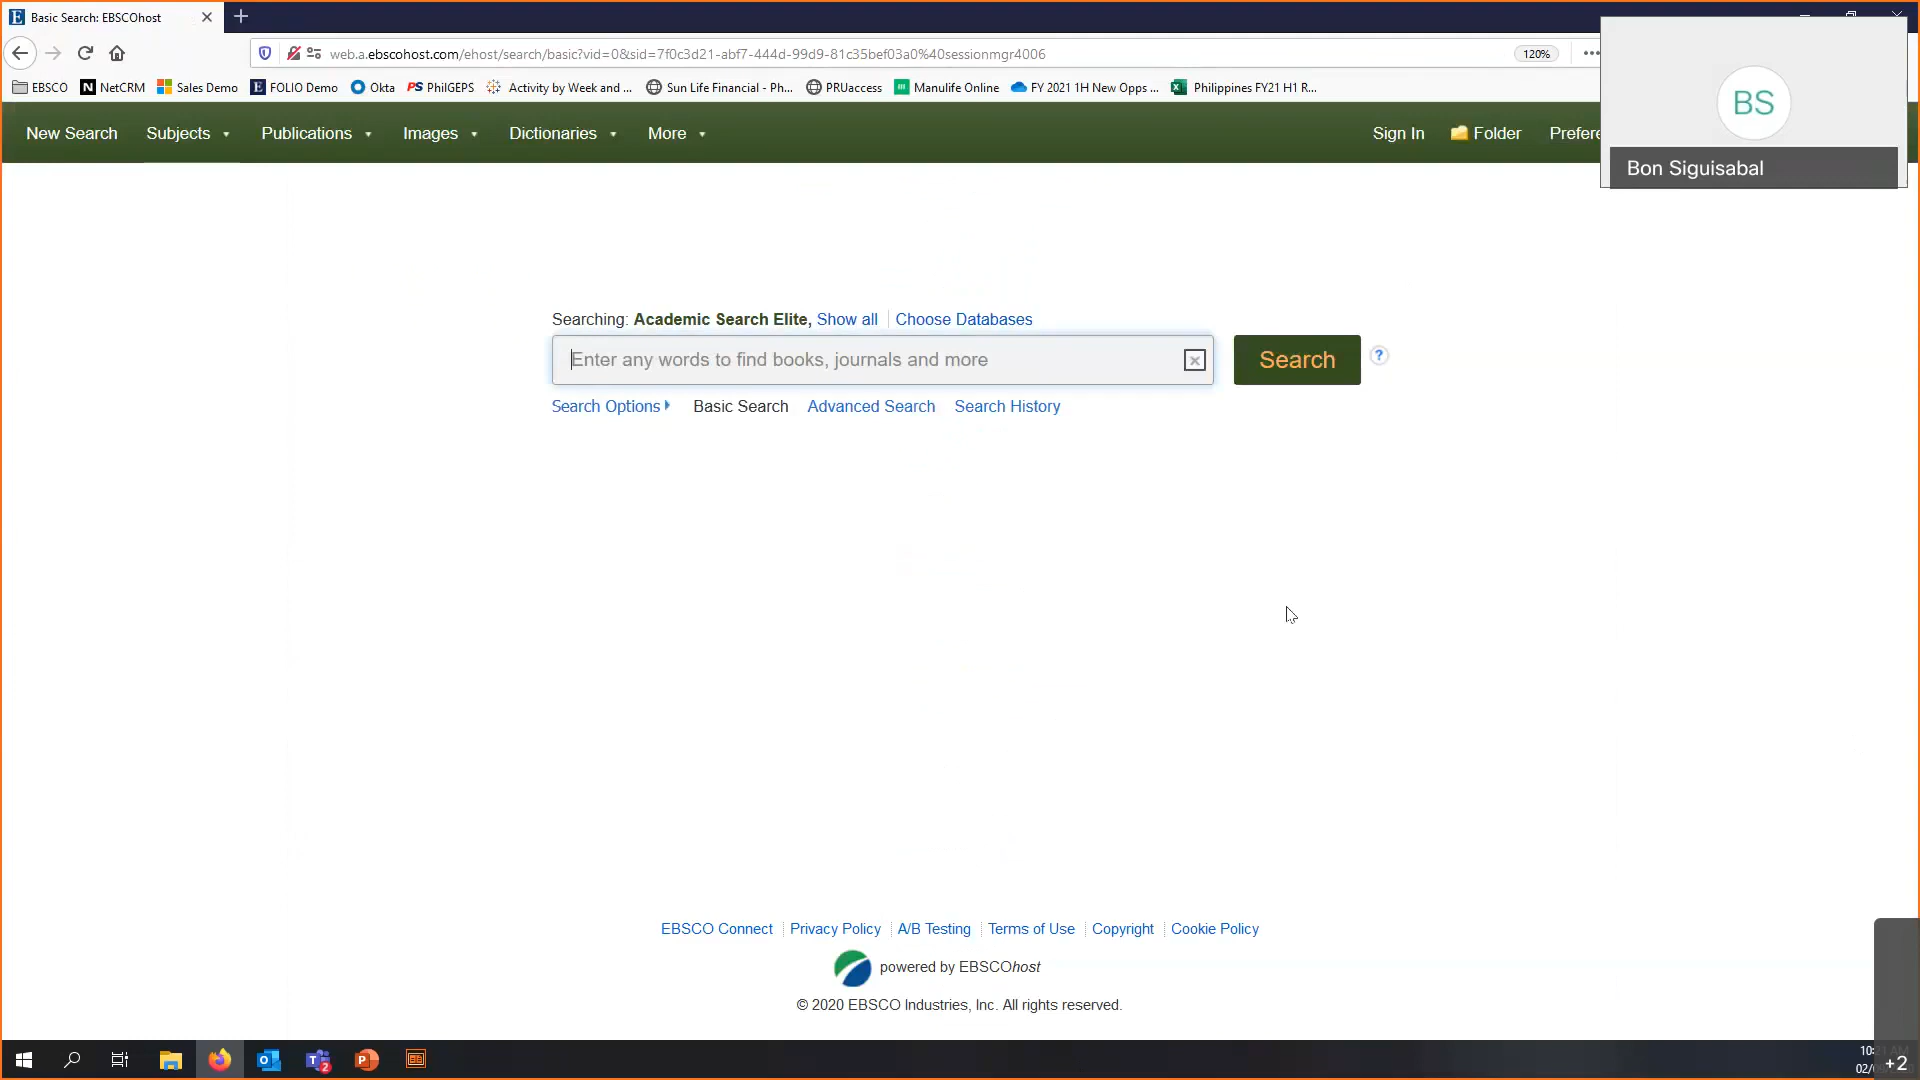 Basic Search: EBSCOhost
web.a.ebscohost.com/ehost/search/basic?vid=0&sid=7f0c3d21-abf7-444d-99d9-81c35bef03a0%40sessionmgr4006
120%
EBSCO NetCRM Sales Demo FOLIO Demo Okta PhilGEPS Activity by Week and ... Sun Life Financial - Ph... PRUaccess Manulife Online FY 2021 1H New Opps ... Philippines FY21 H1 R...
BS
Bon Siguisabal
New Search Subjects Publications Images Dictionaries More Sign In Folder Prefere
Searching: Academic Search Elite, Show all Choose Databases
Enter any words to find books, journals and more
Search ?
Search Options Basic Search Advanced Search Search History
EBSCO Connect Privacy Policy A/B Testing Terms of Use Copyright Cookie Policy
powered by EBSCOhost
© 2020 EBSCO Industries, Inc. All rights reserved.
+2